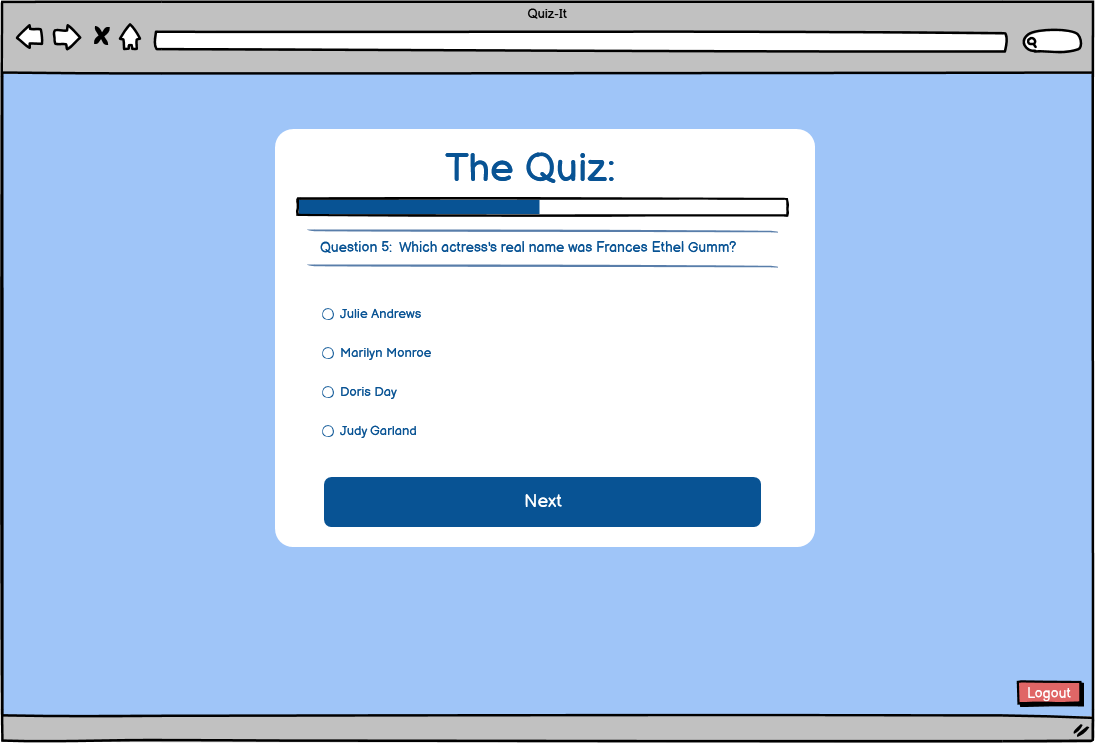 Quiz-It
The Quiz:
Question 5:  Which actress's real name was Frances Ethel Gumm?
Julie Andrews
Marilyn Monroe
Doris Day
Judy Garland
Next
Logout